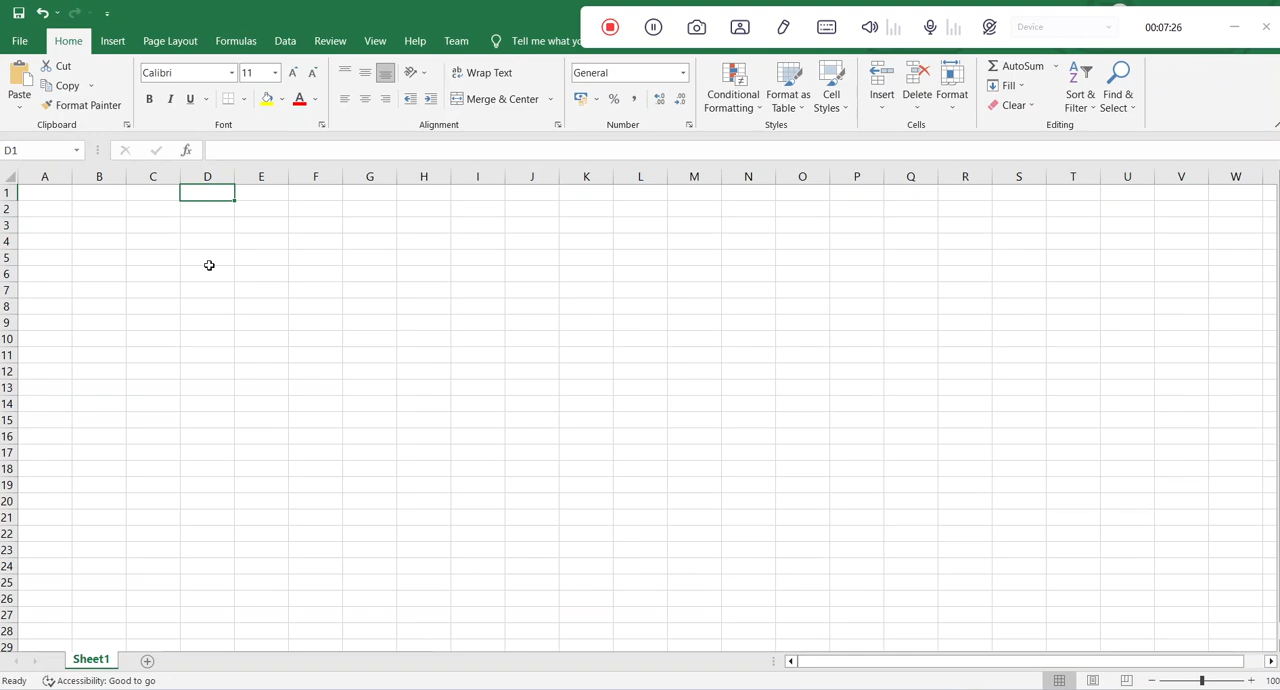 File Home Insert Page Layout Formulas Data Review View Help Team Tell me what yo Device 00:07:26
Paste Cut Copy Format Painter Clipboard
Calibri 11 B I U A Font
Wrap Text Merge & Center Alignment
General % Number
Conditional Formatting Format as Table Cell Styles Styles
Insert Delete Format Cells
AutoSum Fill Clear Sort & Filter Find & Select Editing
D1 fx
A B C D E F G H I J K L M N O P Q R S T U V W
1
2
3
4
5
6
7
8
9
10
11
12
13
14
15
16
17
18
19
20
21
22
23
24
25
26
27
28
29
Sheet1
Ready Accessibility: Good to go 100